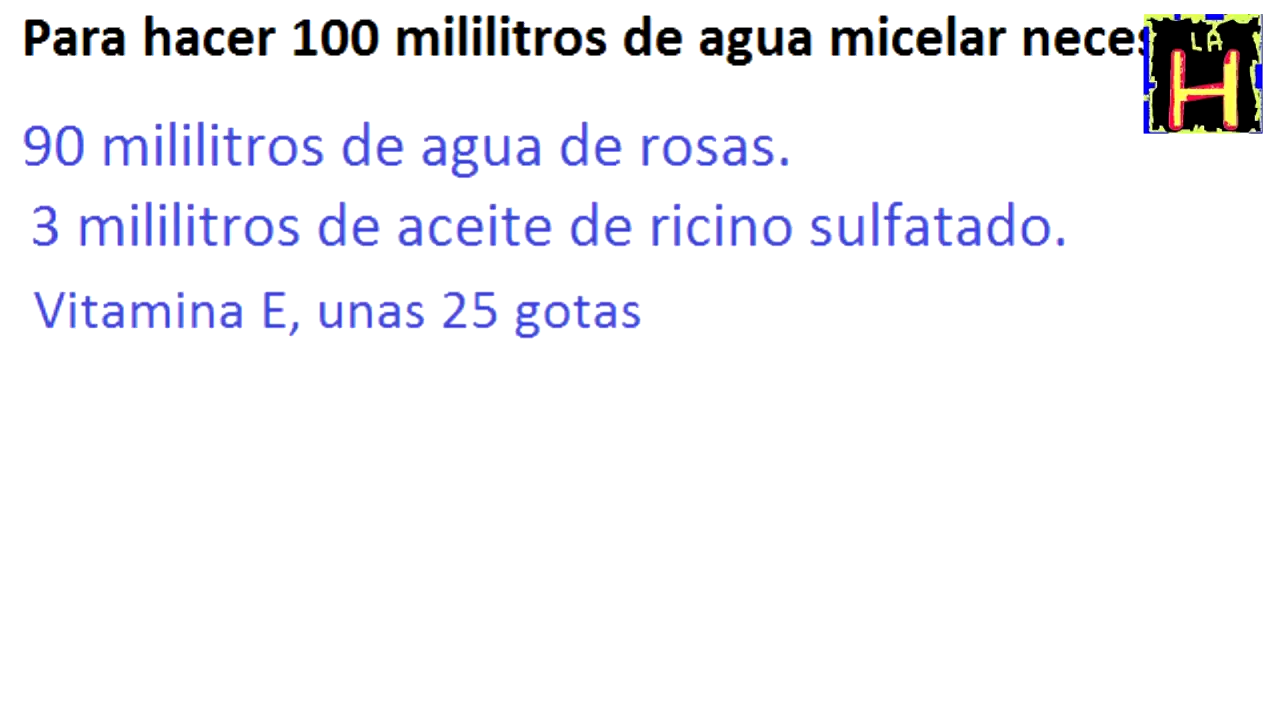 Para hacer 100 mililitros de agua micelar
LA
H
90 mililitros de agua de rosas.
3 mililitros de aceite de ricino sulfatado.
Vitamina E, unas 25 gotas